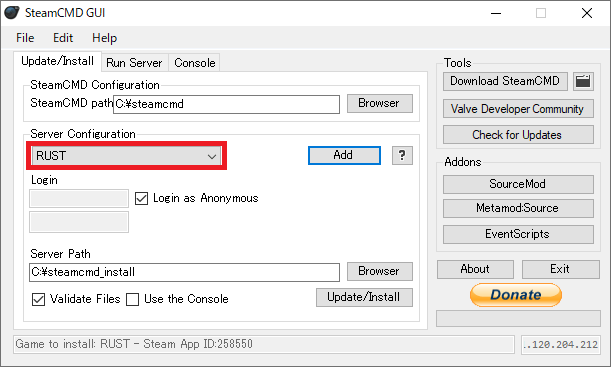 SteamCMD GUI
File Edit Help
Update/Install Run Server Console
SteamCMD Configuration
SteamCMD path C:¥steamcmd Browser
Server Configuration
RUST Add ?
Login
Login as Anonymous
Server Path
C:¥steamcmd_install Browser
Validate Files Use the Console Update/Install
Tools
Download SteamCMD
Valve Developer Community
Check for Updates
Addons
SourceMod
Metamod:Source
EventScripts
About Exit
Donate
Game to install: RUST - Steam App ID:258550
..120.204.212